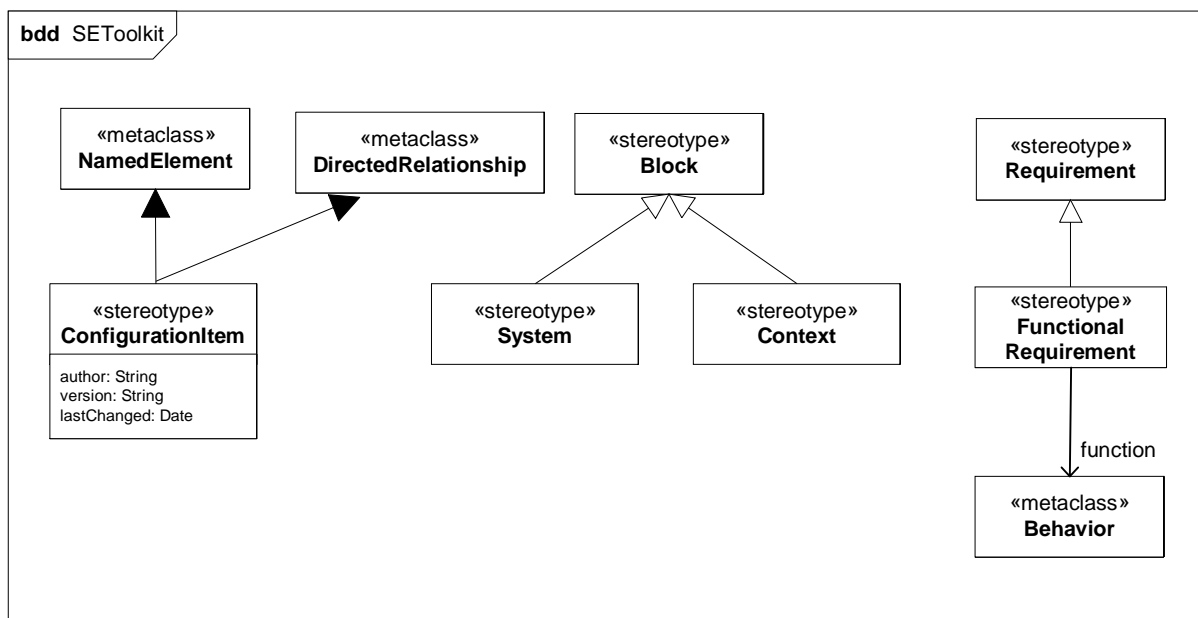 bdd SEToolkit
«metaclass»
NamedElement
«metaclass»
DirectedRelationship
«stereotype»
Block
«stereotype»
Requirement
«stereotype»
ConfigurationItem
author: String
version: String
lastChanged: Date
«stereotype»
System
«stereotype»
Context
«stereotype»
Functional
Requirement
function
«metaclass»
Behavior